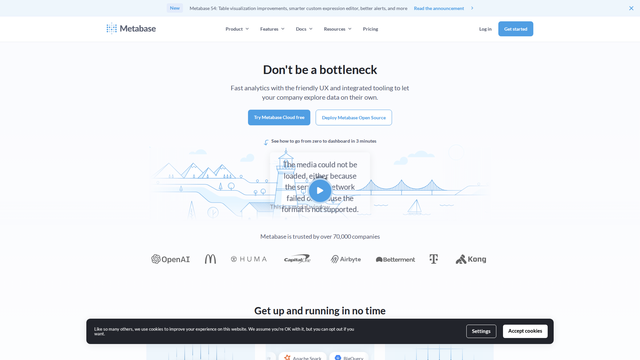 New Metabase 54: Table visualization improvements, smarter custom expression editor, better alerts, and more Read the announcement
Metabase
Product Features Docs Resources Pricing Log in Get started
Don't be a bottleneck
Fast analytics with the friendly UX and integrated tooling to let
your company explore data on their own.
Try Metabase Cloud free Deploy Metabase Open Source
See how to go from zero to dashboard in 3 minutes
The media could not be
loaded, either because
the server or network
failed or because the
format is not supported.
Metabase is trusted by over 70,000 companies
OpenAI HUMA Capital One Airbyte Betterment T Kong
Get up and running in no time
Like so many others, we use cookies to improve your experience on this website. We assume you're OK with it, but you can opt out if you
want.
Settings Accept cookies
Apache Spark BigQuery